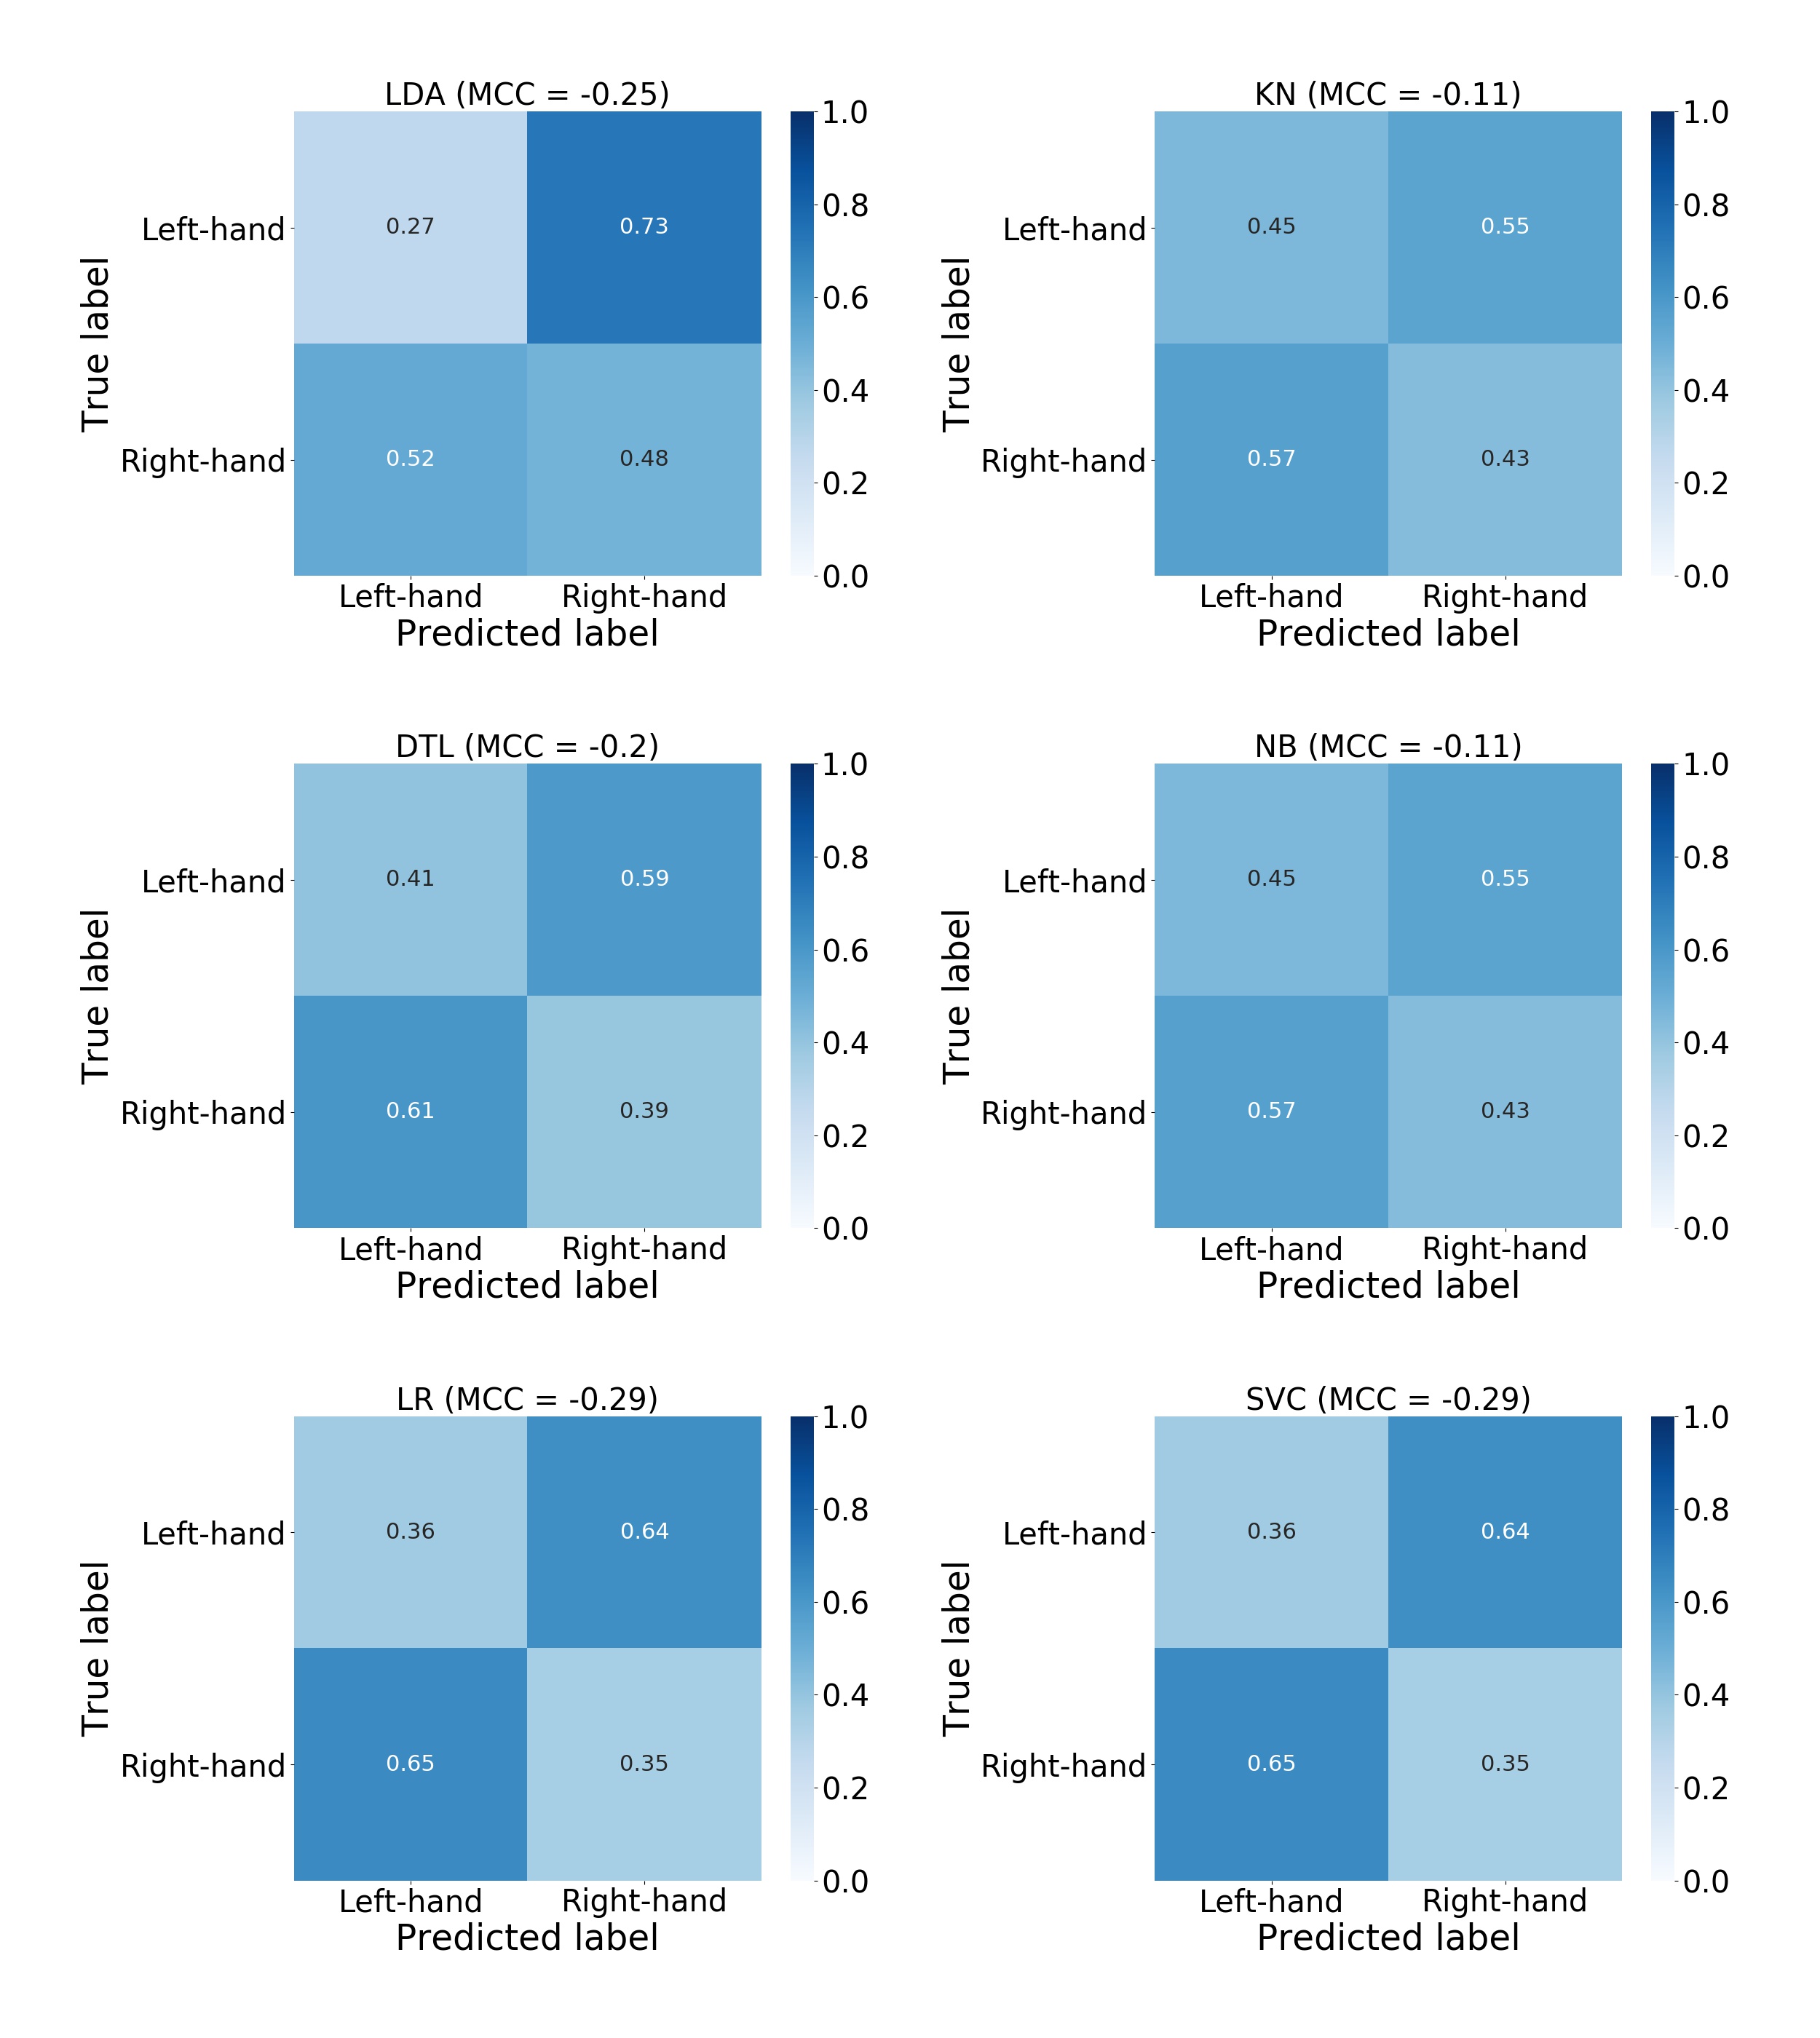 LDA (MCC = -0.25)
True label
Left-hand
0.27 0.73
Right-hand
0.52 0.48
Left-hand Right-hand
Predicted label
1.0
0.8
0.6
0.4
0.2
0.0
KN (MCC = -0.11)
True label
Left-hand
0.45 0.55
Right-hand
0.57 0.43
Left-hand Right-hand
Predicted label
1.0
0.8
0.6
0.4
0.2
0.0
DTL (MCC = -0.2)
True label
Left-hand
0.41 0.59
Right-hand
0.61 0.39
Left-hand Right-hand
Predicted label
1.0
0.8
0.6
0.4
0.2
0.0
NB (MCC = -0.11)
True label
Left-hand
0.45 0.55
Right-hand
0.57 0.43
Left-hand Right-hand
Predicted label
1.0
0.8
0.6
0.4
0.2
0.0
LR (MCC = -0.29)
True label
Left-hand
0.36 0.64
Right-hand
0.65 0.35
Left-hand Right-hand
Predicted label
1.0
0.8
0.6
0.4
0.2
0.0
SVC (MCC = -0.29)
True label
Left-hand
0.36 0.64
Right-hand
0.65 0.35
Left-hand Right-hand
Predicted label
1.0
0.8
0.6
0.4
0.2
0.0